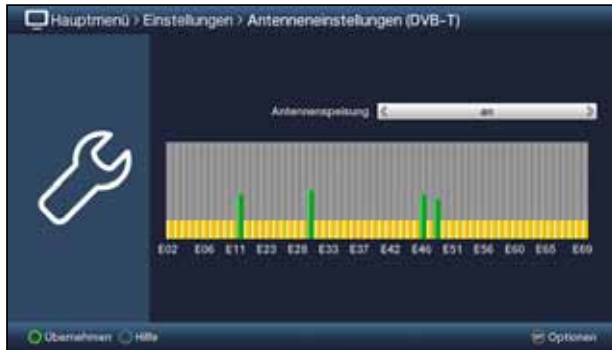 Hauptmenü > Einstellungen > Antenneneinstellungen (DVB-T)
Antennenspeisung < an >
E02 E06 E11 E23 E28 E33 E37 E42 E46 E51 E56 E60 E65 E69
Übernehmen Hilfe Optionen